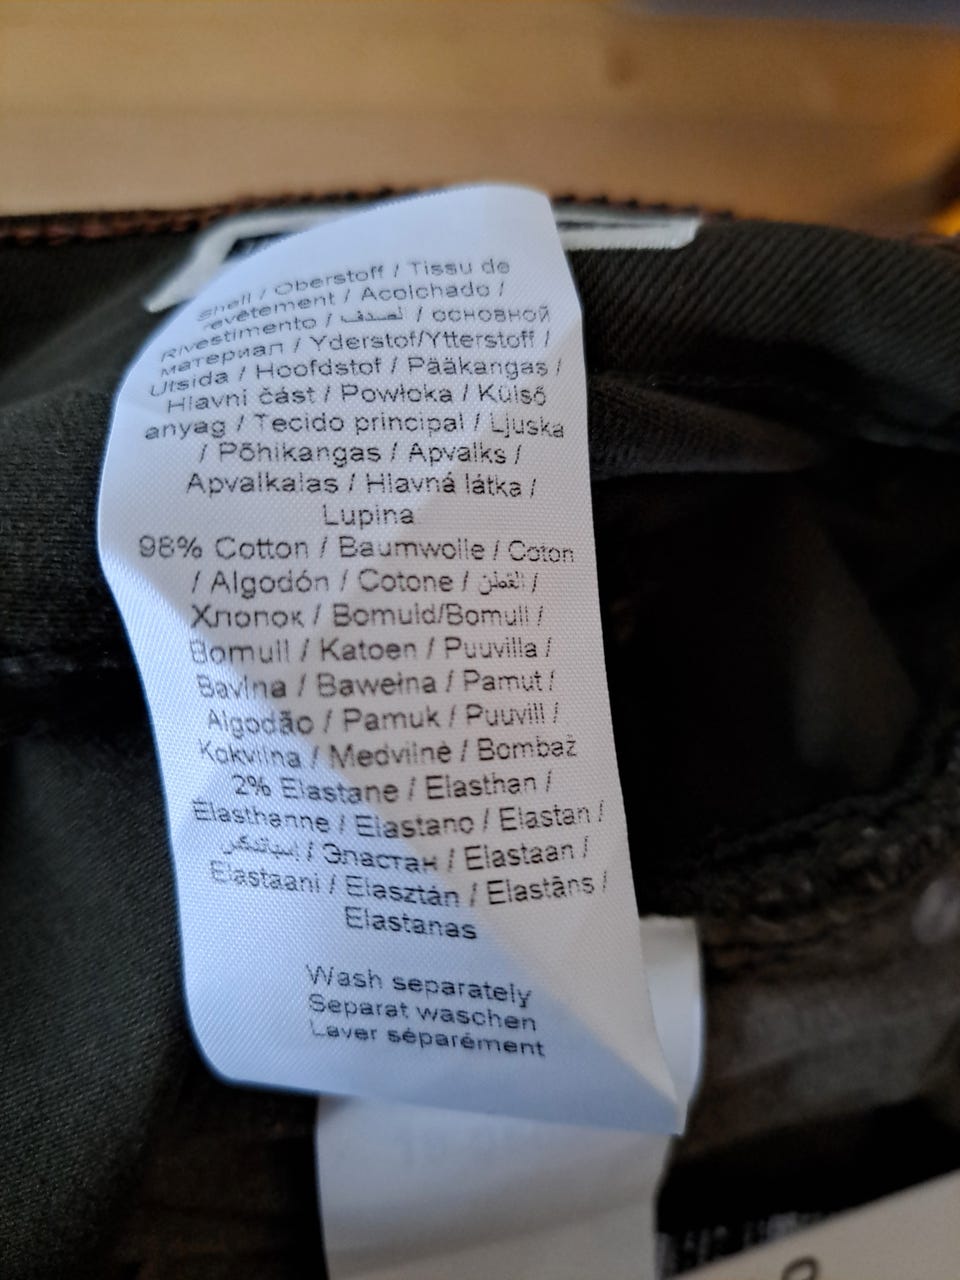 Shell / Oberstoff / Tissu de
revêtement / Acolchado /
Rivestimento / لصدف / основной
материал / Yderstof/Ytterstoff /
Utsida / Hoofdstof / Pääkangas /
Hlavní část / Powłoka / Külső
anyag / Tecido principal / Ljuska
/ Põhikangas / Apvalks /
Apvalkalas / Hlavná látka /
Lupina
98% Cotton / Baumwolle / Coton
/ Algodón / Cotone / القطن /
Хлопок / Bomuld/Bomull /
Bomull / Katoen / Puuvilla /
Bavlna / Bawełna / Pamut /
Algodão / Pamuk / Puuvill /
Kokvilna / Medvilnė / Bombaž
2% Elastane / Elasthan /
Élasthanne / Elastano / Elastan /
/ Эластан / Elastaan /
Elastaani / Elasztán / Elastāns /
Elastanas
Wash separately
Separat waschen
Laver séparément